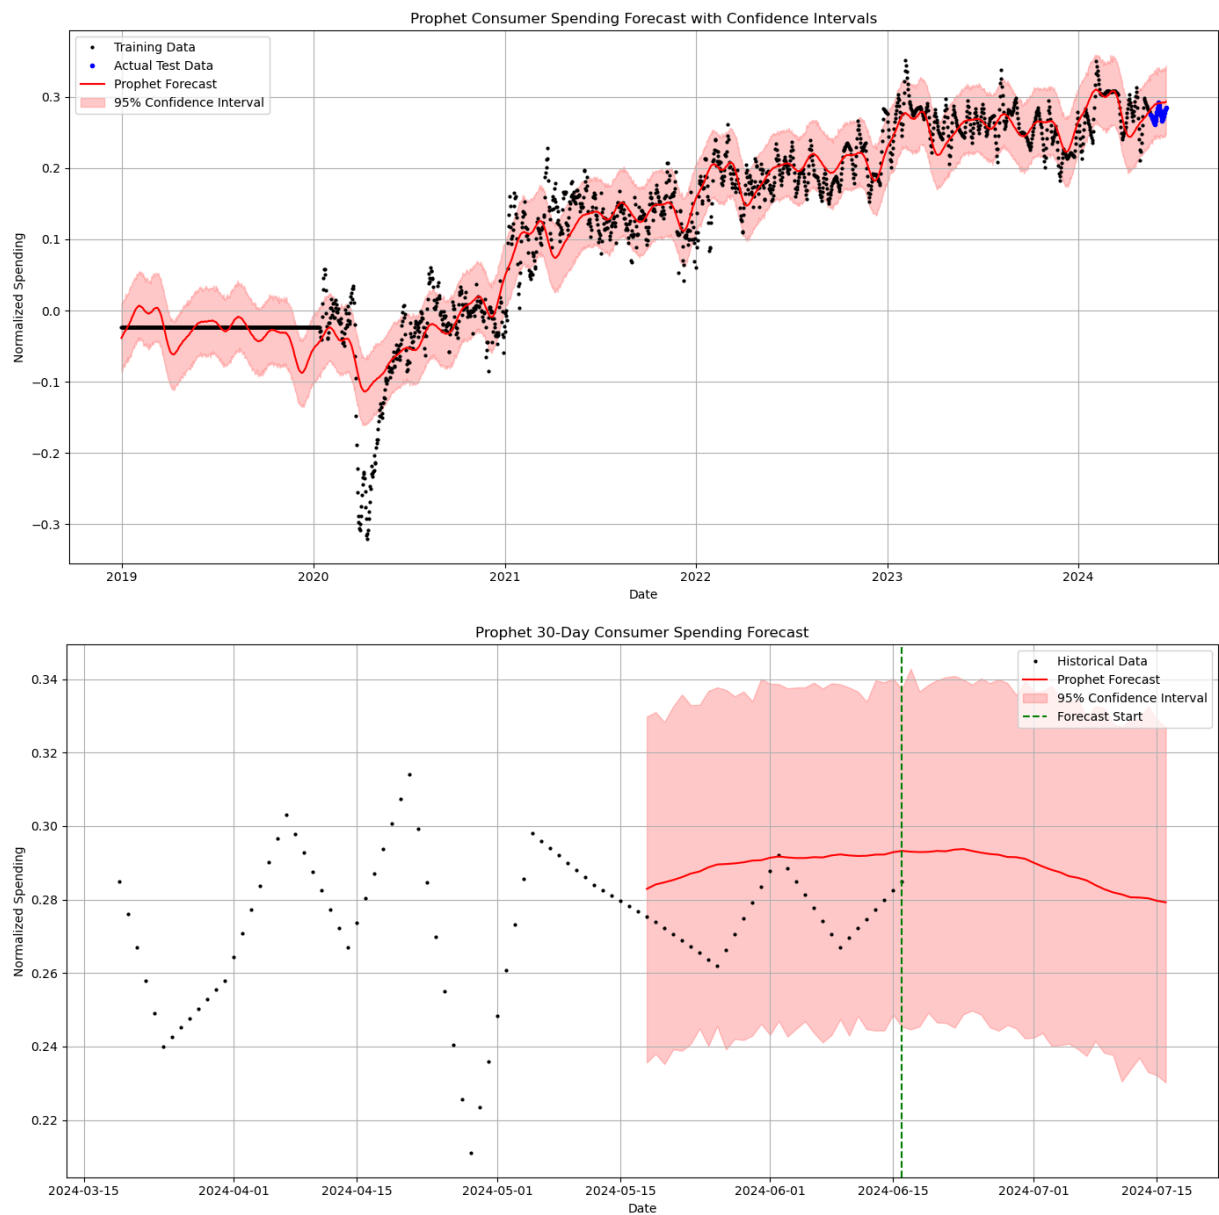 Prophet Consumer Spending Forecast with Confidence Intervals
Training Data
Actual Test Data
Prophet Forecast
95% Confidence Interval
Normalized Spending
0.3
0.2
0.1
0.0
−0.1
−0.2
−0.3
2019 2020 2021 2022 2023 2024
Date
Prophet 30-Day Consumer Spending Forecast
Historical Data
Prophet Forecast
95% Confidence Interval
Forecast Start
Normalized Spending
0.34
0.32
0.30
0.28
0.26
0.24
0.22
2024-03-15 2024-04-01 2024-04-15 2024-05-01 2024-05-15 2024-06-01 2024-06-15 2024-07-01 2024-07-15
Date